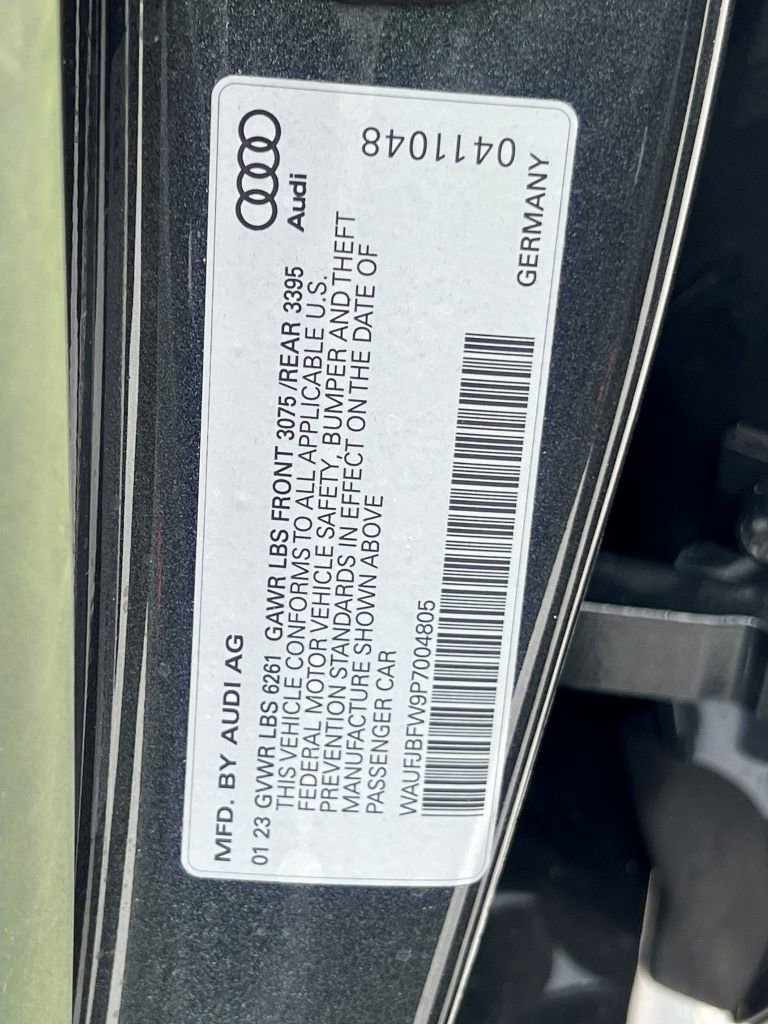 MFD. BY AUDI AG
Audi
01 23 GVWR LBS 6261 GAWR LBS FRONT 3075 /REAR 3395
THIS VEHICLE CONFORMS TO ALL APPLICABLE U.S.
FEDERAL MOTOR VEHICLE SAFETY, BUMPER AND THEFT
PREVENTION STANDARDS IN EFFECT ON THE DATE OF
MANUFACTURE SHOWN ABOVE
PASSENGER CAR
WAUFJBFW9P7004805
GERMANY
0411048